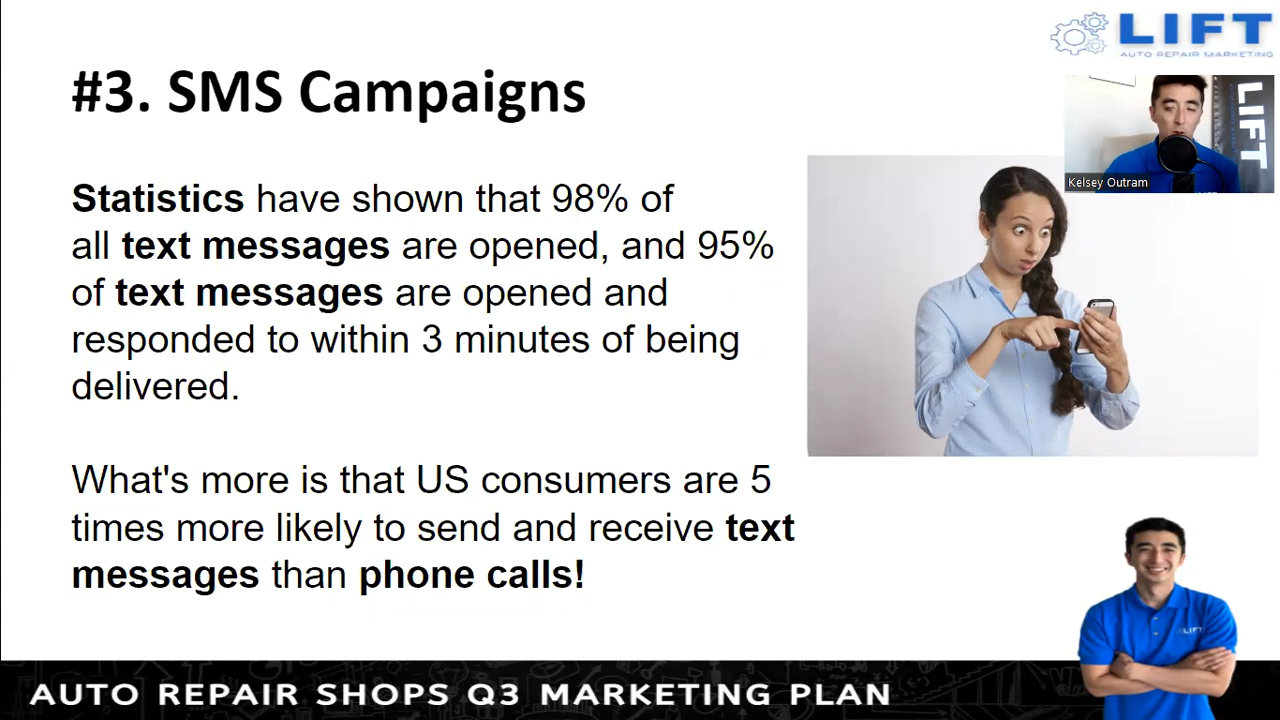 LIFT
AUTO REPAIR MARKETING
#3. SMS Campaigns
LIFT
Kelsey Outram
Statistics have shown that 98% of
all text messages are opened, and 95%
of text messages are opened and
responded to within 3 minutes of being
delivered.
What's more is that US consumers are 5
times more likely to send and receive text
messages than phone calls!
LIFT
AUTO REPAIR SHOPS Q3 MARKETING PLAN